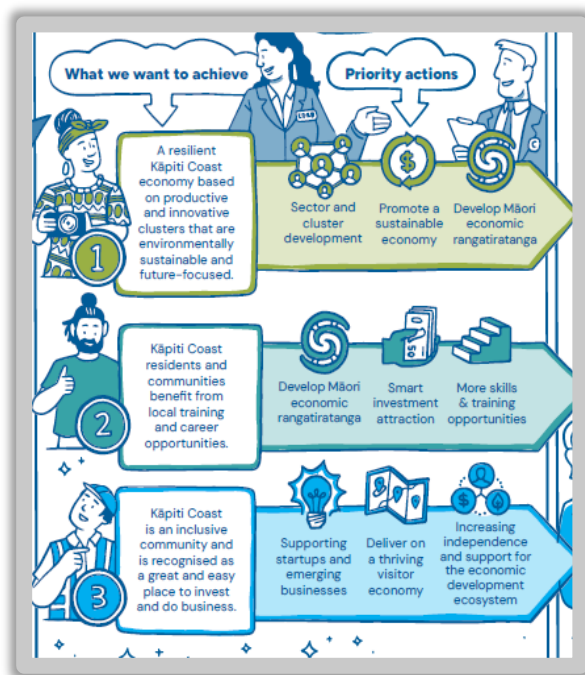 What we want to achieve
Priority actions
1
A resilient
Kāpiti Coast
economy based
on productive
and innovative
clusters that are
environmentally
sustainable and
future-focused.
Sector and
cluster
development
$
Promote a
sustainable
economy
Develop Māori
economic
rangatiratanga
2
Kāpiti Coast
residents and
communities
benefit from
local training
and career
opportunities.
Develop Māori
economic
rangatiratanga
Smart
investment
attraction
More skills
& training
opportunities
3
Kāpiti Coast
is an inclusive
community and
is recognised as
a great and easy
place to invest
and do business.
Supporting
startups and
emerging
businesses
Deliver on
a thriving
visitor
economy
$
Increasing
independence
and support for
the economic
development
ecosystem